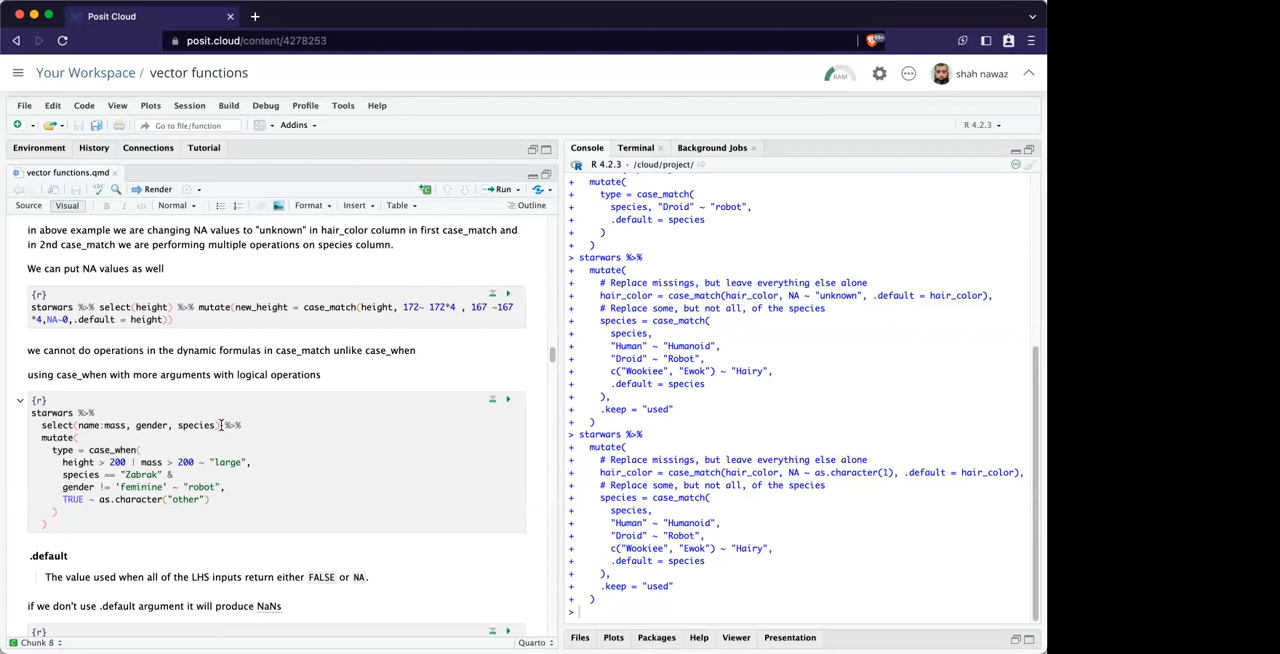 Posit Cloud
posit.cloud/content/4278253
Your Workspace / vector functions
RAM
shah nawaz
File Edit Code View Plots Session Build Debug Profile Tools Help
Go to file/function
Addins
R 4.2.3
Environment History Connections Tutorial
vector functions.qmd
Render
Run
Source Visual
B I
Normal
Format
Insert
Table
Outline
in above example we are changing NA values to "unknown" in hair_color column in first case_match and
in 2nd case_match we are performing multiple operations on species column.
We can put NA values as well
{r}
starwars %>% select(height) %>% mutate(new_height = case_match(height, 172~ 172*4 , 167 ~167
*4,NA~0,.default = height))
we cannot do operations in the dynamic formulas in case_match unlike case_when
using case_when with more arguments with logical operations
{r}
starwars %>%
select(name:mass, gender, species) %>%
mutate(
type = case_when(
height > 200 | mass > 200 ~ "large",
species == "Zabrak" &
gender != 'feminine' ~ "robot",
TRUE ~ as.character("other")
)
)
.default
The value used when all of the LHS inputs return either FALSE or NA.
if we don't use .default argument it will produce NaNs
{r}
Chunk 8
Quarto
Console Terminal Background Jobs
R 4.2.3 · /cloud/project/
+ mutate(
+ type = case_match(
+ species, "Droid" ~ "robot",
+ .default = species
+ )
+ )
> starwars %>%
+ mutate(
+ # Replace missings, but leave everything else alone
+ hair_color = case_match(hair_color, NA ~ "unknown", .default = hair_color),
+ # Replace some, but not all, of the species
+ species = case_match(
+ species,
+ "Human" ~ "Humanoid",
+ "Droid" ~ "Robot",
+ c("Wookiee", "Ewok") ~ "Hairy",
+ .default = species
+ ),
+ .keep = "used"
+ )
> starwars %>%
+ mutate(
+ # Replace missings, but leave everything else alone
+ hair_color = case_match(hair_color, NA ~ as.character(1), .default = hair_color),
+ # Replace some, but not all, of the species
+ species = case_match(
+ species,
+ "Human" ~ "Humanoid",
+ "Droid" ~ "Robot",
+ c("Wookiee", "Ewok") ~ "Hairy",
+ .default = species
+ ),
+ .keep = "used"
+ )
>
Files Plots Packages Help Viewer Presentation